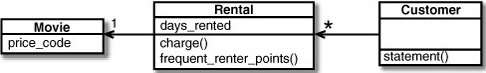 Movie
price_code
1
Rental
days_rented
charge()
frequent_renter_points()
*
Customer
statement()